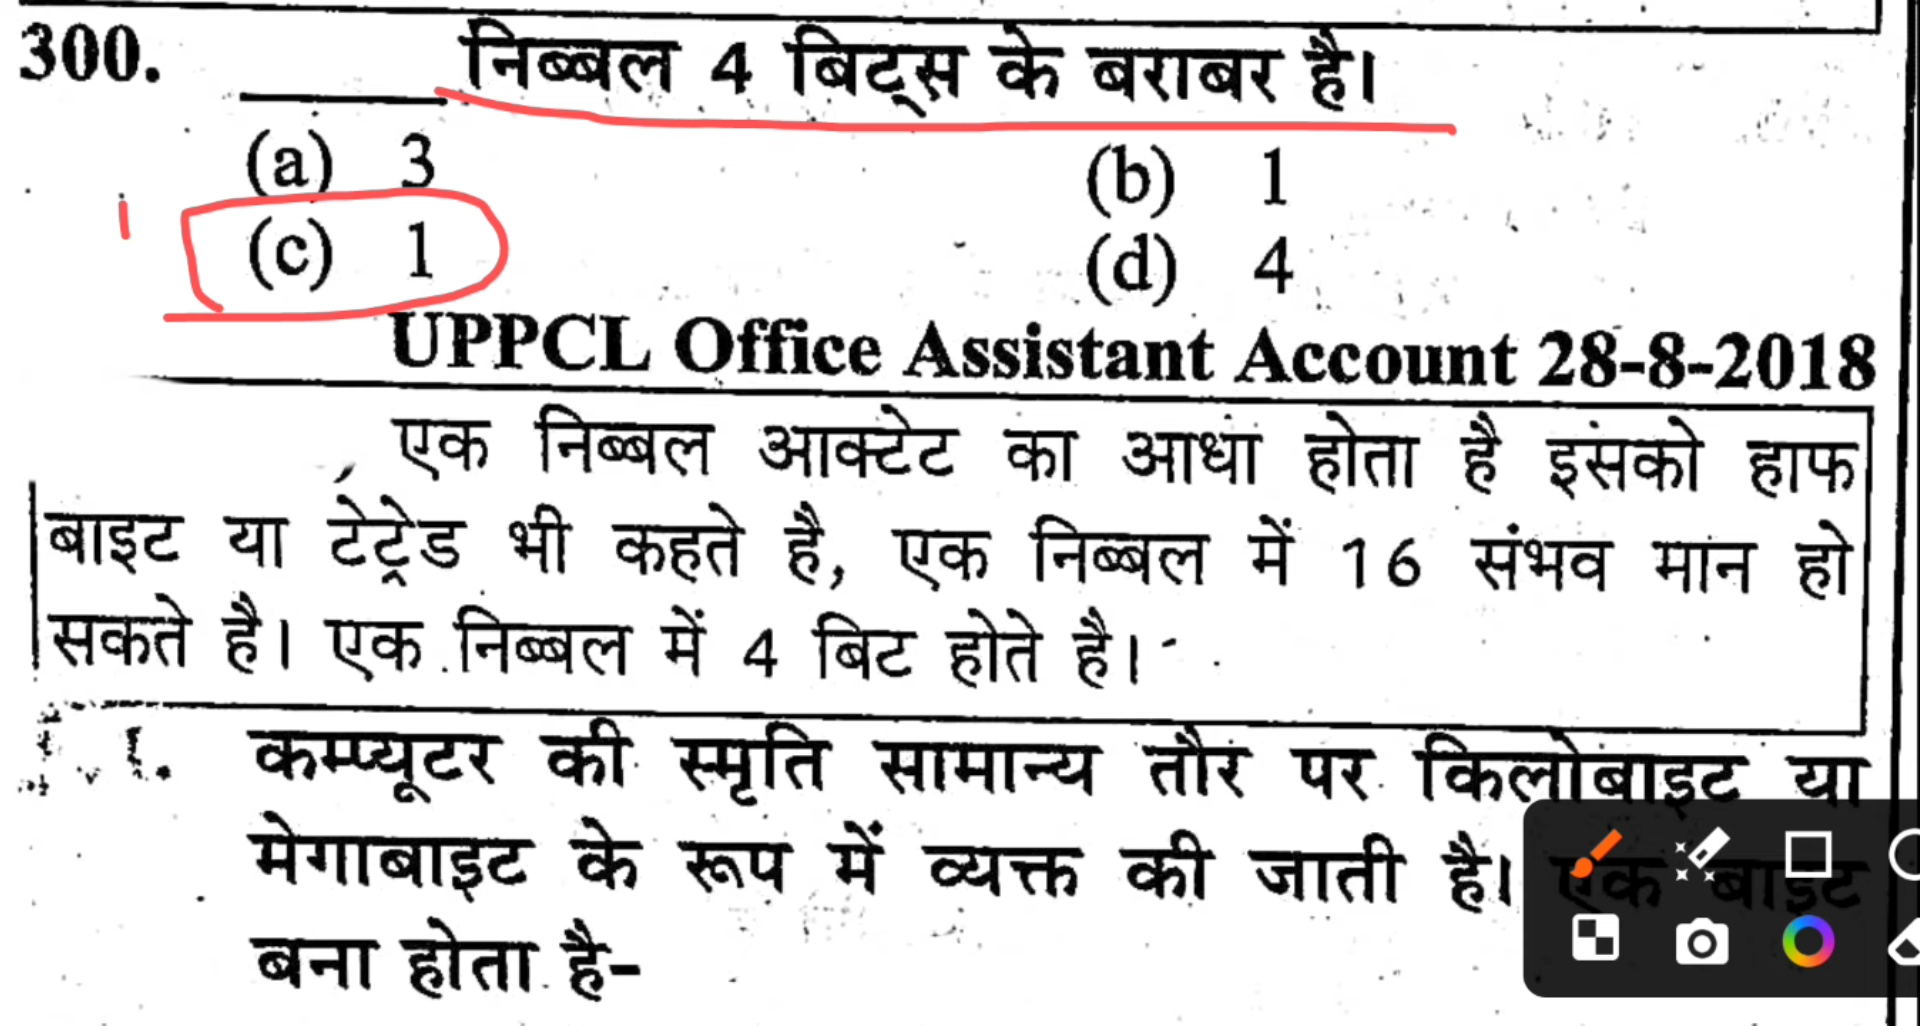 300. ______ निब्बल 4 बिट्स के बराबर है।
(a) 3 (b) 1
(c) 1 (d) 4
UPPCL Office Assistant Account 28-8-2018
एक निब्बल आक्टेट का आधा होता है इसको हाफ
बाइट या टेट्रेड भी कहते है, एक निब्बल में 16 संभव मान हो
सकते है। एक निब्बल में 4 बिट होते है।
1. कम्प्यूटर की स्मृति सामान्य तौर पर किलोबाइट या
मेगाबाइट के रूप में व्यक्त की जाती है। एक बाइट
बना होता है-